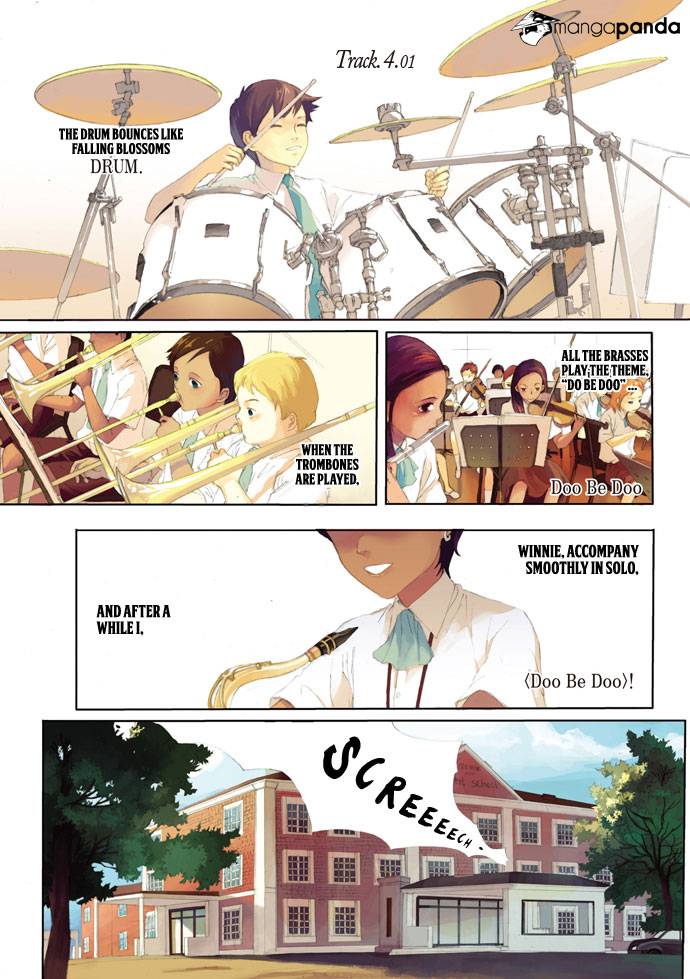 mangapanda
Track. 4.01
THE DRUM BOUNCES LIKE
FALLING BLOSSOMS
DRUM.
WHEN THE
TROMBONES
ARE PLAYED,
ALL THE BRASSES
PLAY THE THEME,
"DO BE DOO" ...
Doo Be Doo
WINNIE, ACCOMPANY
SMOOTHLY IN SOLO,
AND AFTER A
WHILE I,
〈Doo Be Doo〉!
SCREEEECH-
School